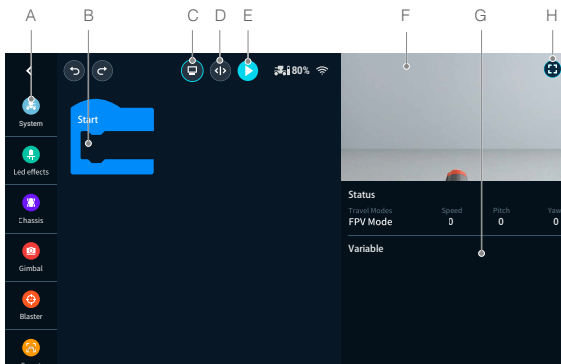 A B C D E F G H
80%
System
Start
Led effects
Chassis
Gimbal
Blaster
Status
Travel Modes Speed Pitch Yaw
FPV Mode 0 0 0
Variable